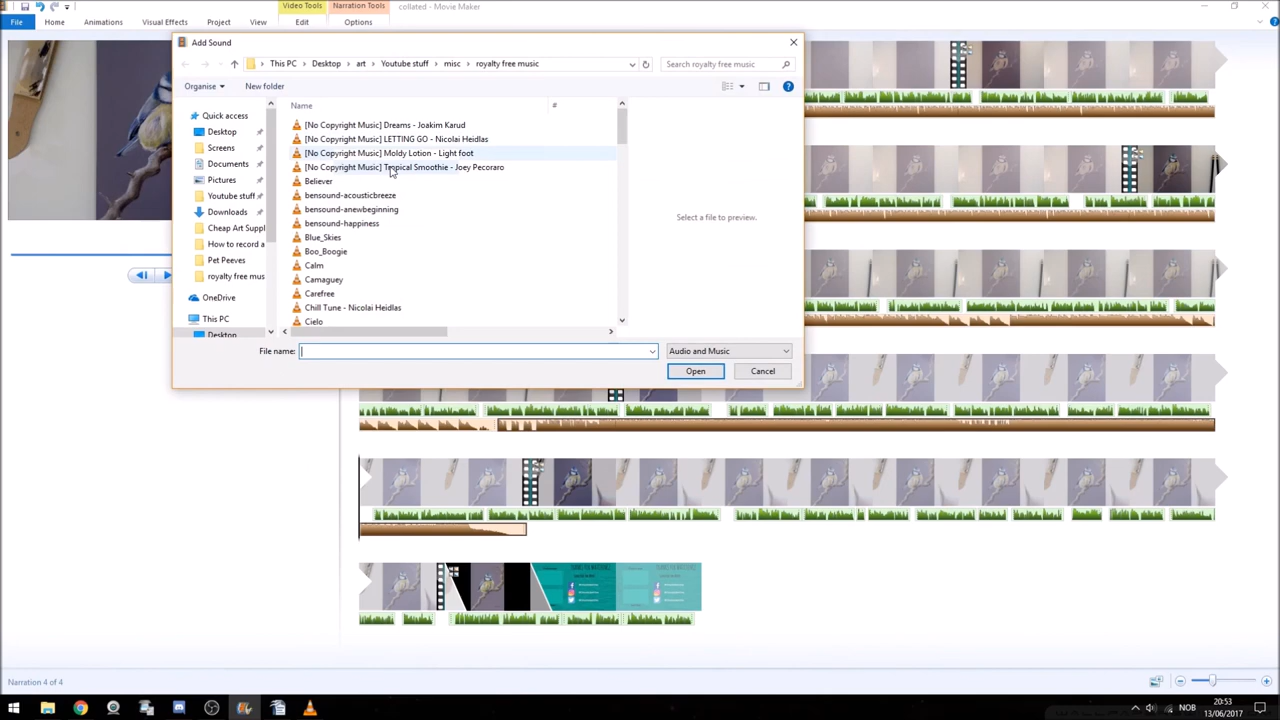 Video Tools
Narration Tools
collated - Movie Maker
File
Home
Animations
Visual Effects
Project
View
Edit
Options
Add Sound
This PC
Desktop
art
Youtube stuff
misc
royalty free music
Search royalty free music
Organise
New folder
Quick access
Desktop
Screens
Documents
Pictures
Youtube stuff
Downloads
Cheap Art Suppl
How to record a
Pet Peeves
royalty free mus
OneDrive
This PC
Desktop
Name
#
[No Copyright Music] Dreams - Joakim Karud
[No Copyright Music] LETTING GO - Nicolai Heidlas
[No Copyright Music] Moldy Lotion - Light foot
[No Copyright Music] Tropical Smoothie - Joey Pecoraro
Believer
bensound-acousticbreeze
bensound-anewbeginning
bensound-happiness
Blue_Skies
Boo_Boogie
Calm
Camaguey
Carefree
Chill Tune - Nicolai Heidlas
Cielo
Select a file to preview.
File name:
Audio and Music
Open
Cancel
Narration 4 of 4
NOB
20:53
13/06/2017